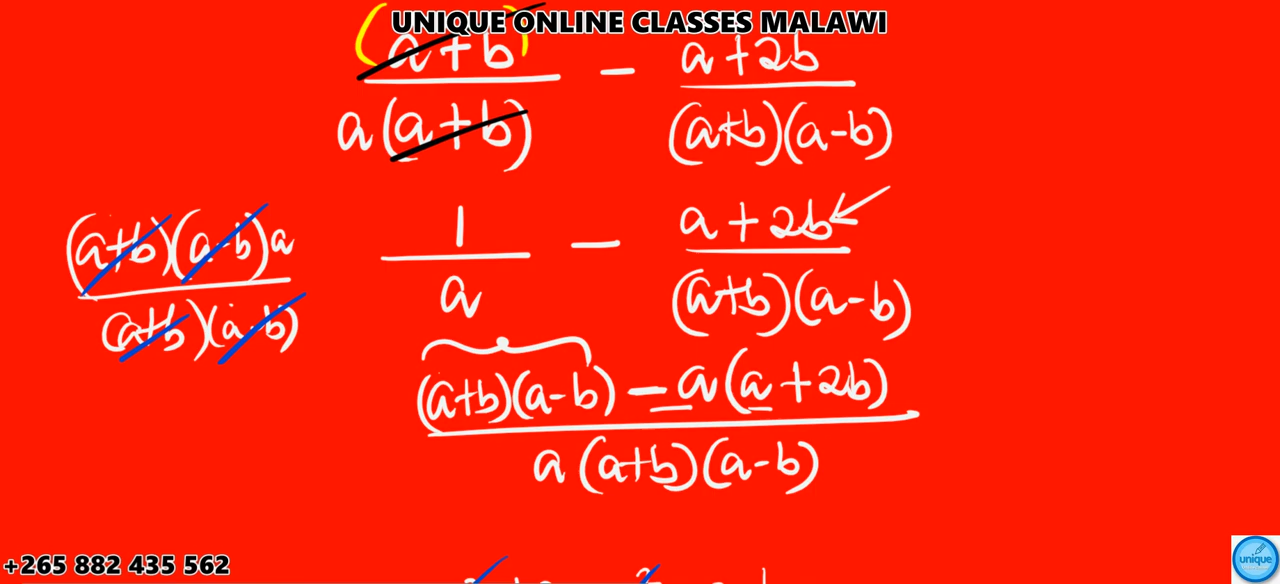 UNIQUE ONLINE CLASSES MALAWI
(a+b) / a(a+b) − a+2b / (a+b)(a-b)
(a+b)(a-b)a / (a+b)(a-b)
1 / a − a+2b / (a+b)(a-b)
(a+b)(a-b) − a(a+2b)
a(a+b)(a-b)
+265 882 435 562
unique